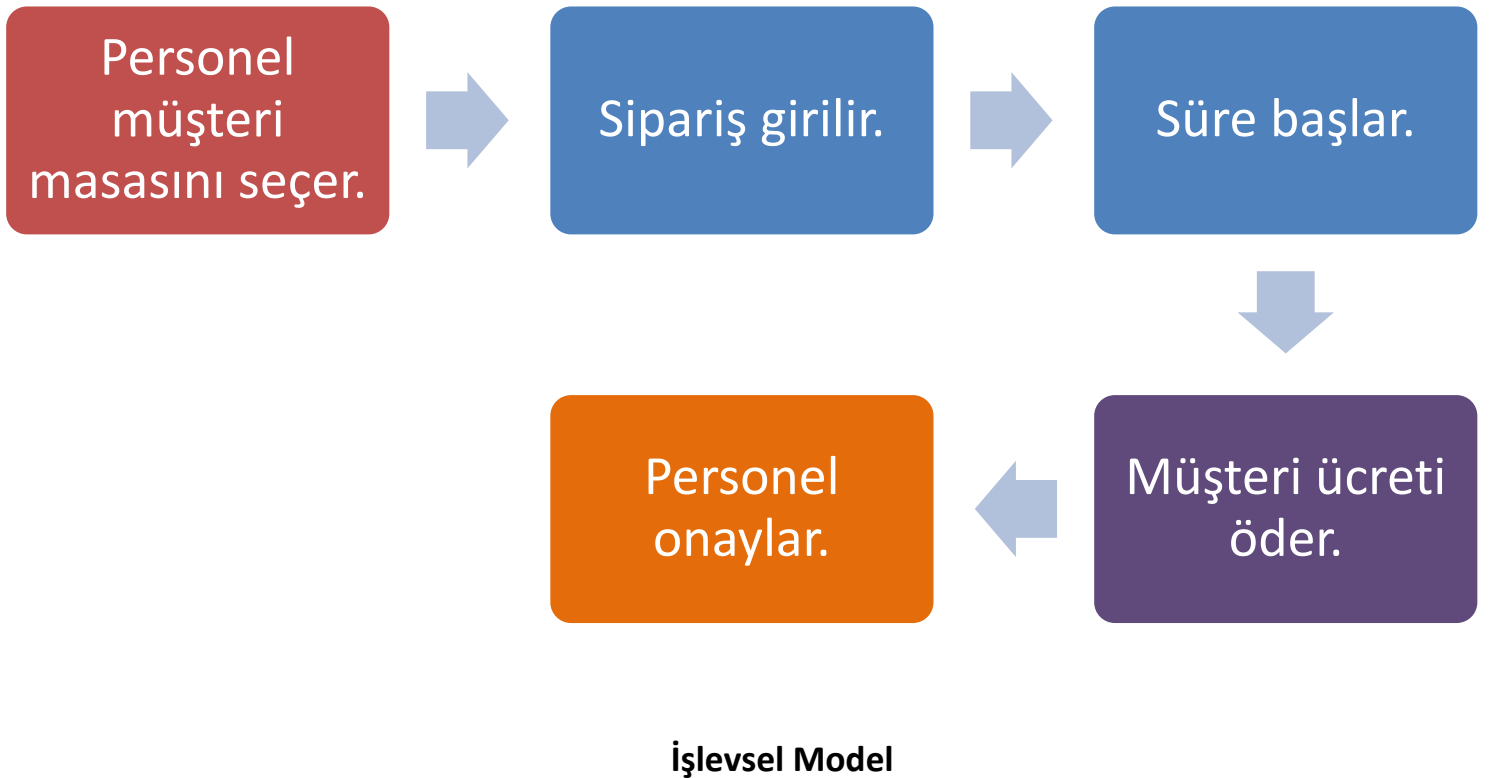 Personel
müşteri
masasını seçer.
Sipariş girilir.
Süre başlar.
Müşteri ücreti
öder.
Personel
onaylar.
İşlevsel Model